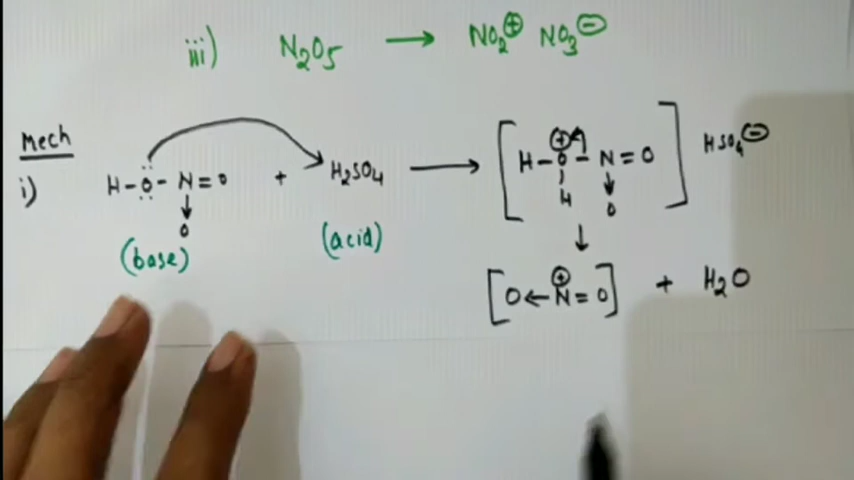 iii) N₂O₅ → NO₂⊕ NO₃⊖
Mech
i) H-Ö-N=O + H₂SO₄ → [H-O⊕-N=O] HSO₄⊖
↓ H ↓
O O
(base) (acid) ↓
[O←N⊕=O] + H₂O